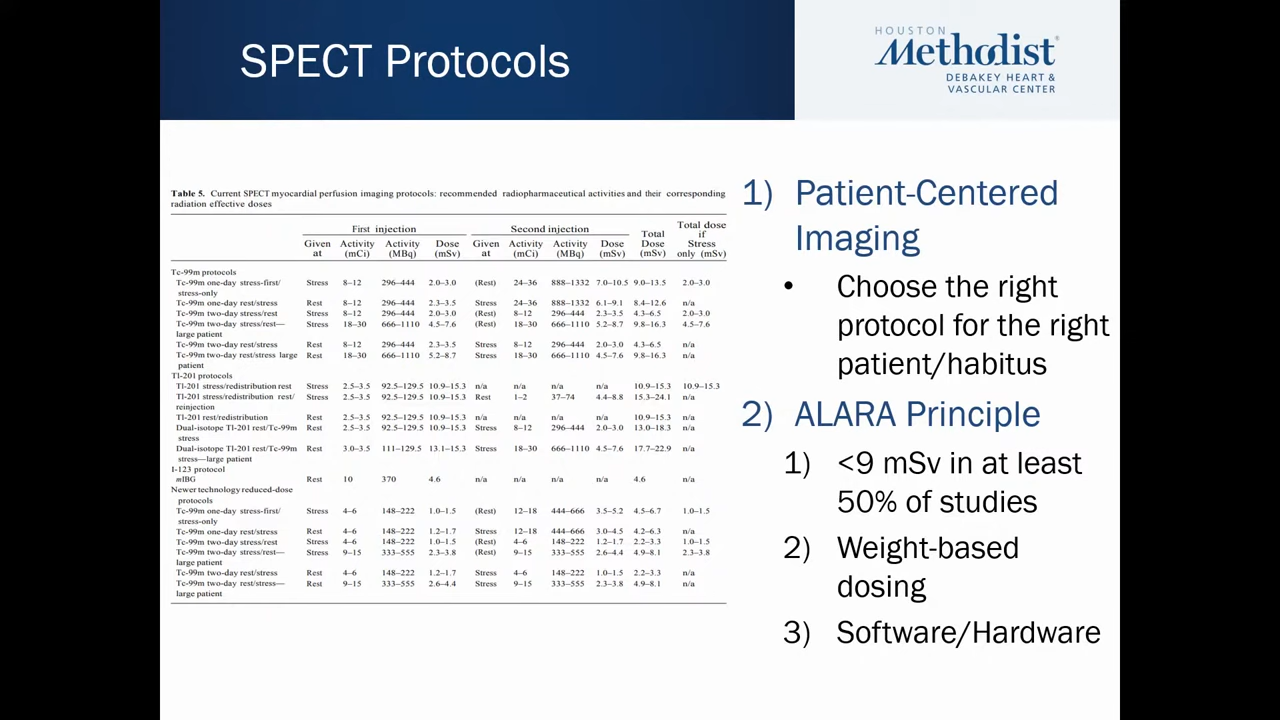 SPECT Protocols
HOUSTON
Methodist®
DEBAKEY HEART &
VASCULAR CENTER
Table 5. Current SPECT myocardial perfusion imaging protocols: recommended radiopharmaceutical activities and their corresponding
radiation effective doses
First injection Second injection Total dose
if
Given Activity Activity Dose Given Activity Activity Dose Total Stress
at (mCi) (MBq) (mSv) at (mCi) (MBq) (mSv) Dose (mSv) only (mSv)
Tc-99m protocols
Tc-99m one-day stress-first/ Stress 8–12 296–444 2.0–3.0 (Rest) 24–36 888–1332 7.0–10.5 9.0–13.5 2.0–3.0
stress-only
Tc-99m one-day rest/stress Rest 8–12 296–444 2.3–3.5 Stress 24–36 888–1332 6.1–9.1 8.4–12.6 n/a
Tc-99m two-day stress/rest Stress 8–12 296–444 2.0–3.0 (Rest) 8–12 296–444 2.3–3.5 4.3–6.5 2.0–3.0
Tc-99m two-day stress/rest— Stress 18–30 666–1110 4.5–7.6 (Rest) 18–30 666–1110 5.2–8.7 9.8–16.3 4.5–7.6
large patient
Tc-99m two-day rest/stress Rest 8–12 296–444 2.3–3.5 Stress 8–12 296–444 2.0–3.0 4.3–6.5 n/a
Tc-99m two-day rest/stress large Rest 18–30 666–1110 5.2–8.7 Stress 18–30 666–1110 4.5–7.6 9.8–16.3 n/a
patient
Tl-201 protocols
Tl-201 stress/redistribution rest Stress 2.5–3.5 92.5–129.5 10.9–15.3 n/a n/a n/a n/a 10.9–15.3 10.9–15.3
Tl-201 stress/redistribution rest/ Stress 2.5–3.5 92.5–129.5 10.9–15.3 Rest 1–2 37–74 4.4–8.8 15.3–24.1 n/a
reinjection
Tl-201 rest/redistribution Rest 2.5–3.5 92.5–129.5 10.9–15.3 n/a n/a n/a n/a 10.9–15.3 n/a
Dual-isotope Tl-201 rest/Tc-99m Rest 2.5–3.5 92.5–129.5 10.9–15.3 Stress 8–12 296–444 2.0–3.0 13.0–18.3 n/a
stress
Dual-isotope Tl-201 rest/Tc-99m Rest 3.0–3.5 111–129.5 13.1–15.3 Stress 18–30 666–1110 4.5–7.6 17.7–22.9 n/a
stress—large patient
I-123 protocol
mIBG Rest 10 370 4.6 n/a n/a n/a n/a 4.6 n/a
Newer technology reduced-dose
protocols
Tc-99m one-day stress-first/ Stress 4–6 148–222 1.0–1.5 (Rest) 12–18 444–666 3.5–5.2 4.5–6.7 1.0–1.5
stress-only
Tc-99m one-day rest/stress Rest 4–6 148–222 1.2–1.7 Stress 12–18 444–666 3.0–4.5 4.2–6.3 n/a
Tc-99m two-day stress/rest Stress 4–6 148–222 1.0–1.5 (Rest) 4–6 148–222 1.2–1.7 2.2–3.3 1.0–1.5
Tc-99m two-day stress/rest— Stress 9–15 333–555 2.3–3.8 (Rest) 9–15 333–555 2.6–4.4 4.9–8.1 2.3–3.8
large patient
Tc-99m two-day rest/stress Rest 4–6 148–222 1.2–1.7 Stress 4–6 148–222 1.0–1.5 2.2–3.3 n/a
Tc-99m two-day rest/stress— Rest 9–15 333–555 2.6–4.4 Stress 9–15 333–555 2.3–3.8 4.9–8.1 n/a
large patient
1) Patient-Centered
Imaging
• Choose the right
protocol for the right
patient/habitus
2) ALARA Principle
1) <9 mSv in at least
50% of studies
2) Weight-based
dosing
3) Software/Hardware